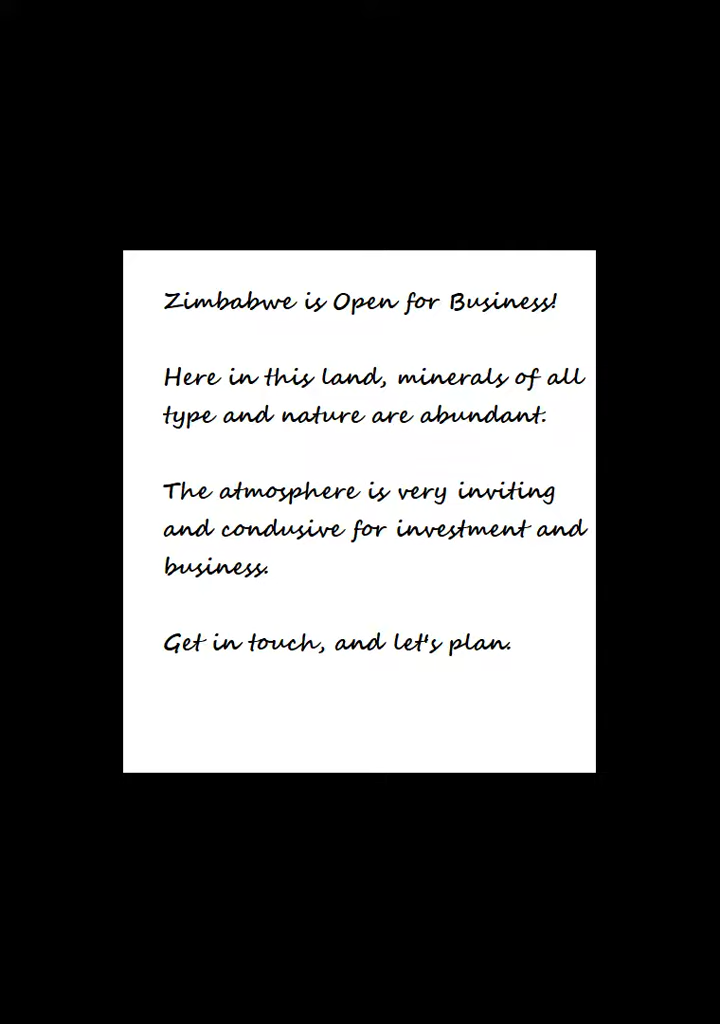 Zimbabwe is Open for Business!
Here in this land, minerals of all
type and nature are abundant.
The atmosphere is very inviting
and condusive for investment and
business.
Get in touch, and let's plan.